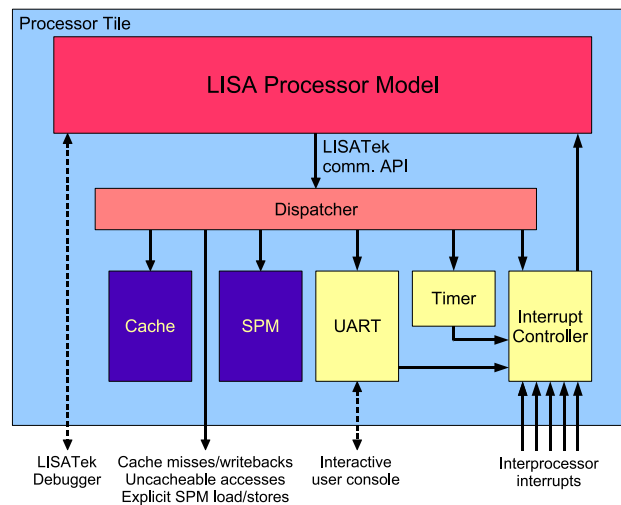 Processor Tile
LISA Processor Model
LISATek
comm. API
Dispatcher
Cache
SPM
UART
Timer
Interrupt
Controller
LISATek
Debugger
Cache misses/writebacks
Uncacheable accesses
Explicit SPM load/stores
Interactive
user console
Interprocessor
interrupts